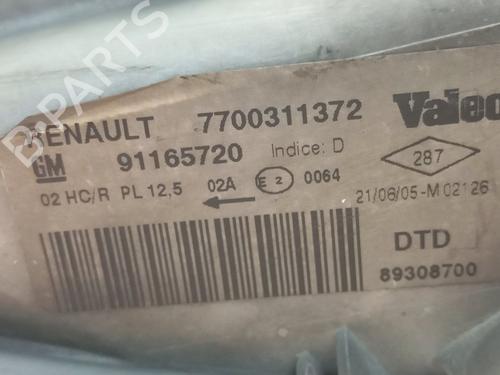 RENAULT 7700311372 Valeo
GM 91165720 Indice: D 287
02 HC/R PL 12,5 02A E 2 0064 21/06/05-M 02126
DTD
89308700
B-PARTS